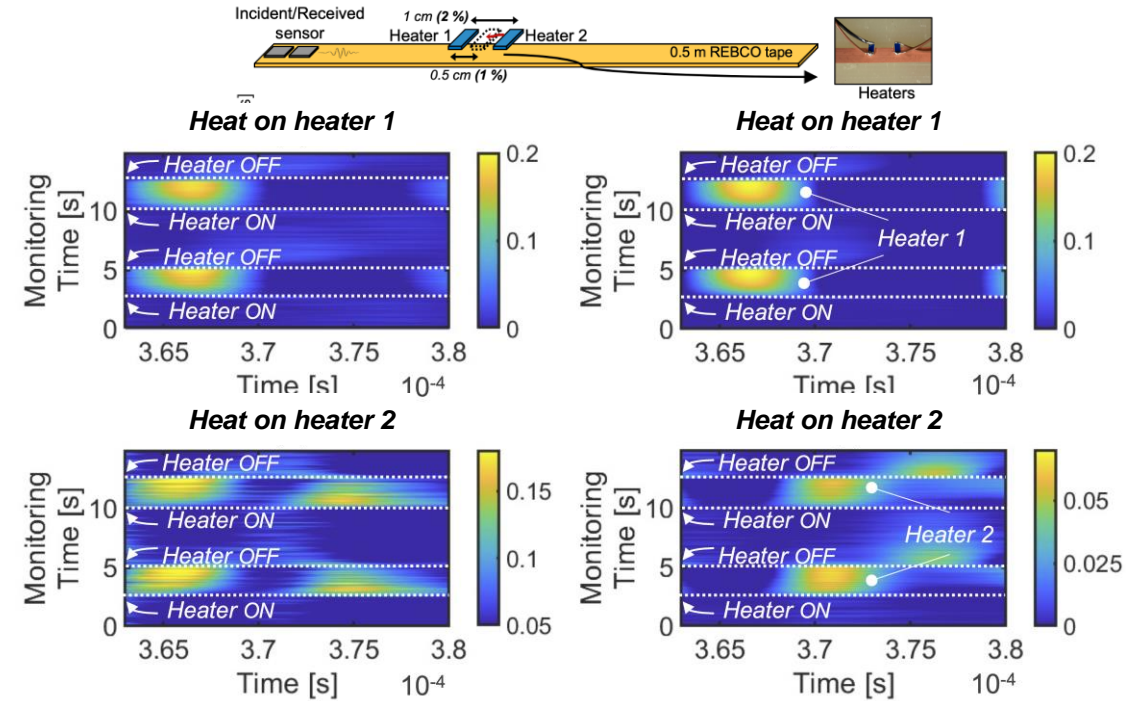 Incident/Received
sensor
1 cm (2 %)
Heater 1
Heater 2
0.5 m REBCO tape
0.5 cm (1 %)
Heaters
Heat on heater 1
Monitoring
Time [s]
10
5
0
Heater OFF
Heater ON
Heater OFF
Heater ON
0.2
0.1
0
3.65
3.7
3.75
3.8
Time [s]
10-4
Heat on heater 1
Monitoring
Time [s]
10
5
0
Heater OFF
Heater ON
Heater 1
Heater OFF
Heater ON
0.2
0.1
0
3.65
3.7
3.75
3.8
Time [s]
10-4
Heat on heater 2
Monitoring
Time [s]
10
5
0
Heater OFF
Heater ON
Heater OFF
Heater ON
0.15
0.1
0.05
3.65
3.7
3.75
3.8
Time [s]
10-4
Heat on heater 2
Monitoring
Time [s]
10
5
0
Heater OFF
Heater ON
Heater 2
Heater OFF
Heater ON
0.05
0.025
0
3.65
3.7
3.75
3.8
Time [s]
10-4